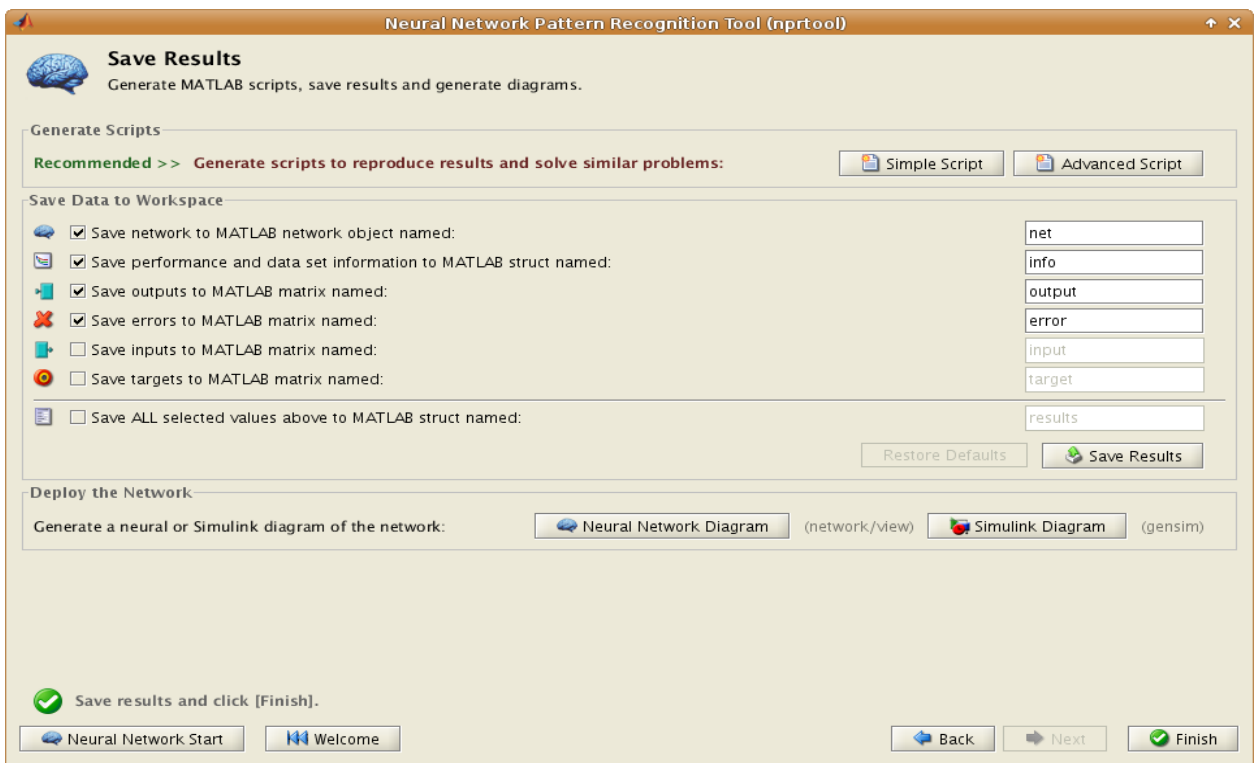 Neural Network Pattern Recognition Tool (nprtool)
Save Results
Generate MATLAB scripts, save results and generate diagrams.
Generate Scripts
Recommended >> Generate scripts to reproduce results and solve similar problems: Simple Script Advanced Script
Save Data to Workspace
Save network to MATLAB network object named: net
Save performance and data set information to MATLAB struct named: info
Save outputs to MATLAB matrix named: output
Save errors to MATLAB matrix named: error
Save inputs to MATLAB matrix named: input
Save targets to MATLAB matrix named: target
Save ALL selected values above to MATLAB struct named: results
Restore Defaults Save Results
Deploy the Network
Generate a neural or Simulink diagram of the network: Neural Network Diagram (network/view) Simulink Diagram (gensim)
Save results and click [Finish].
Neural Network Start Welcome Back Next Finish